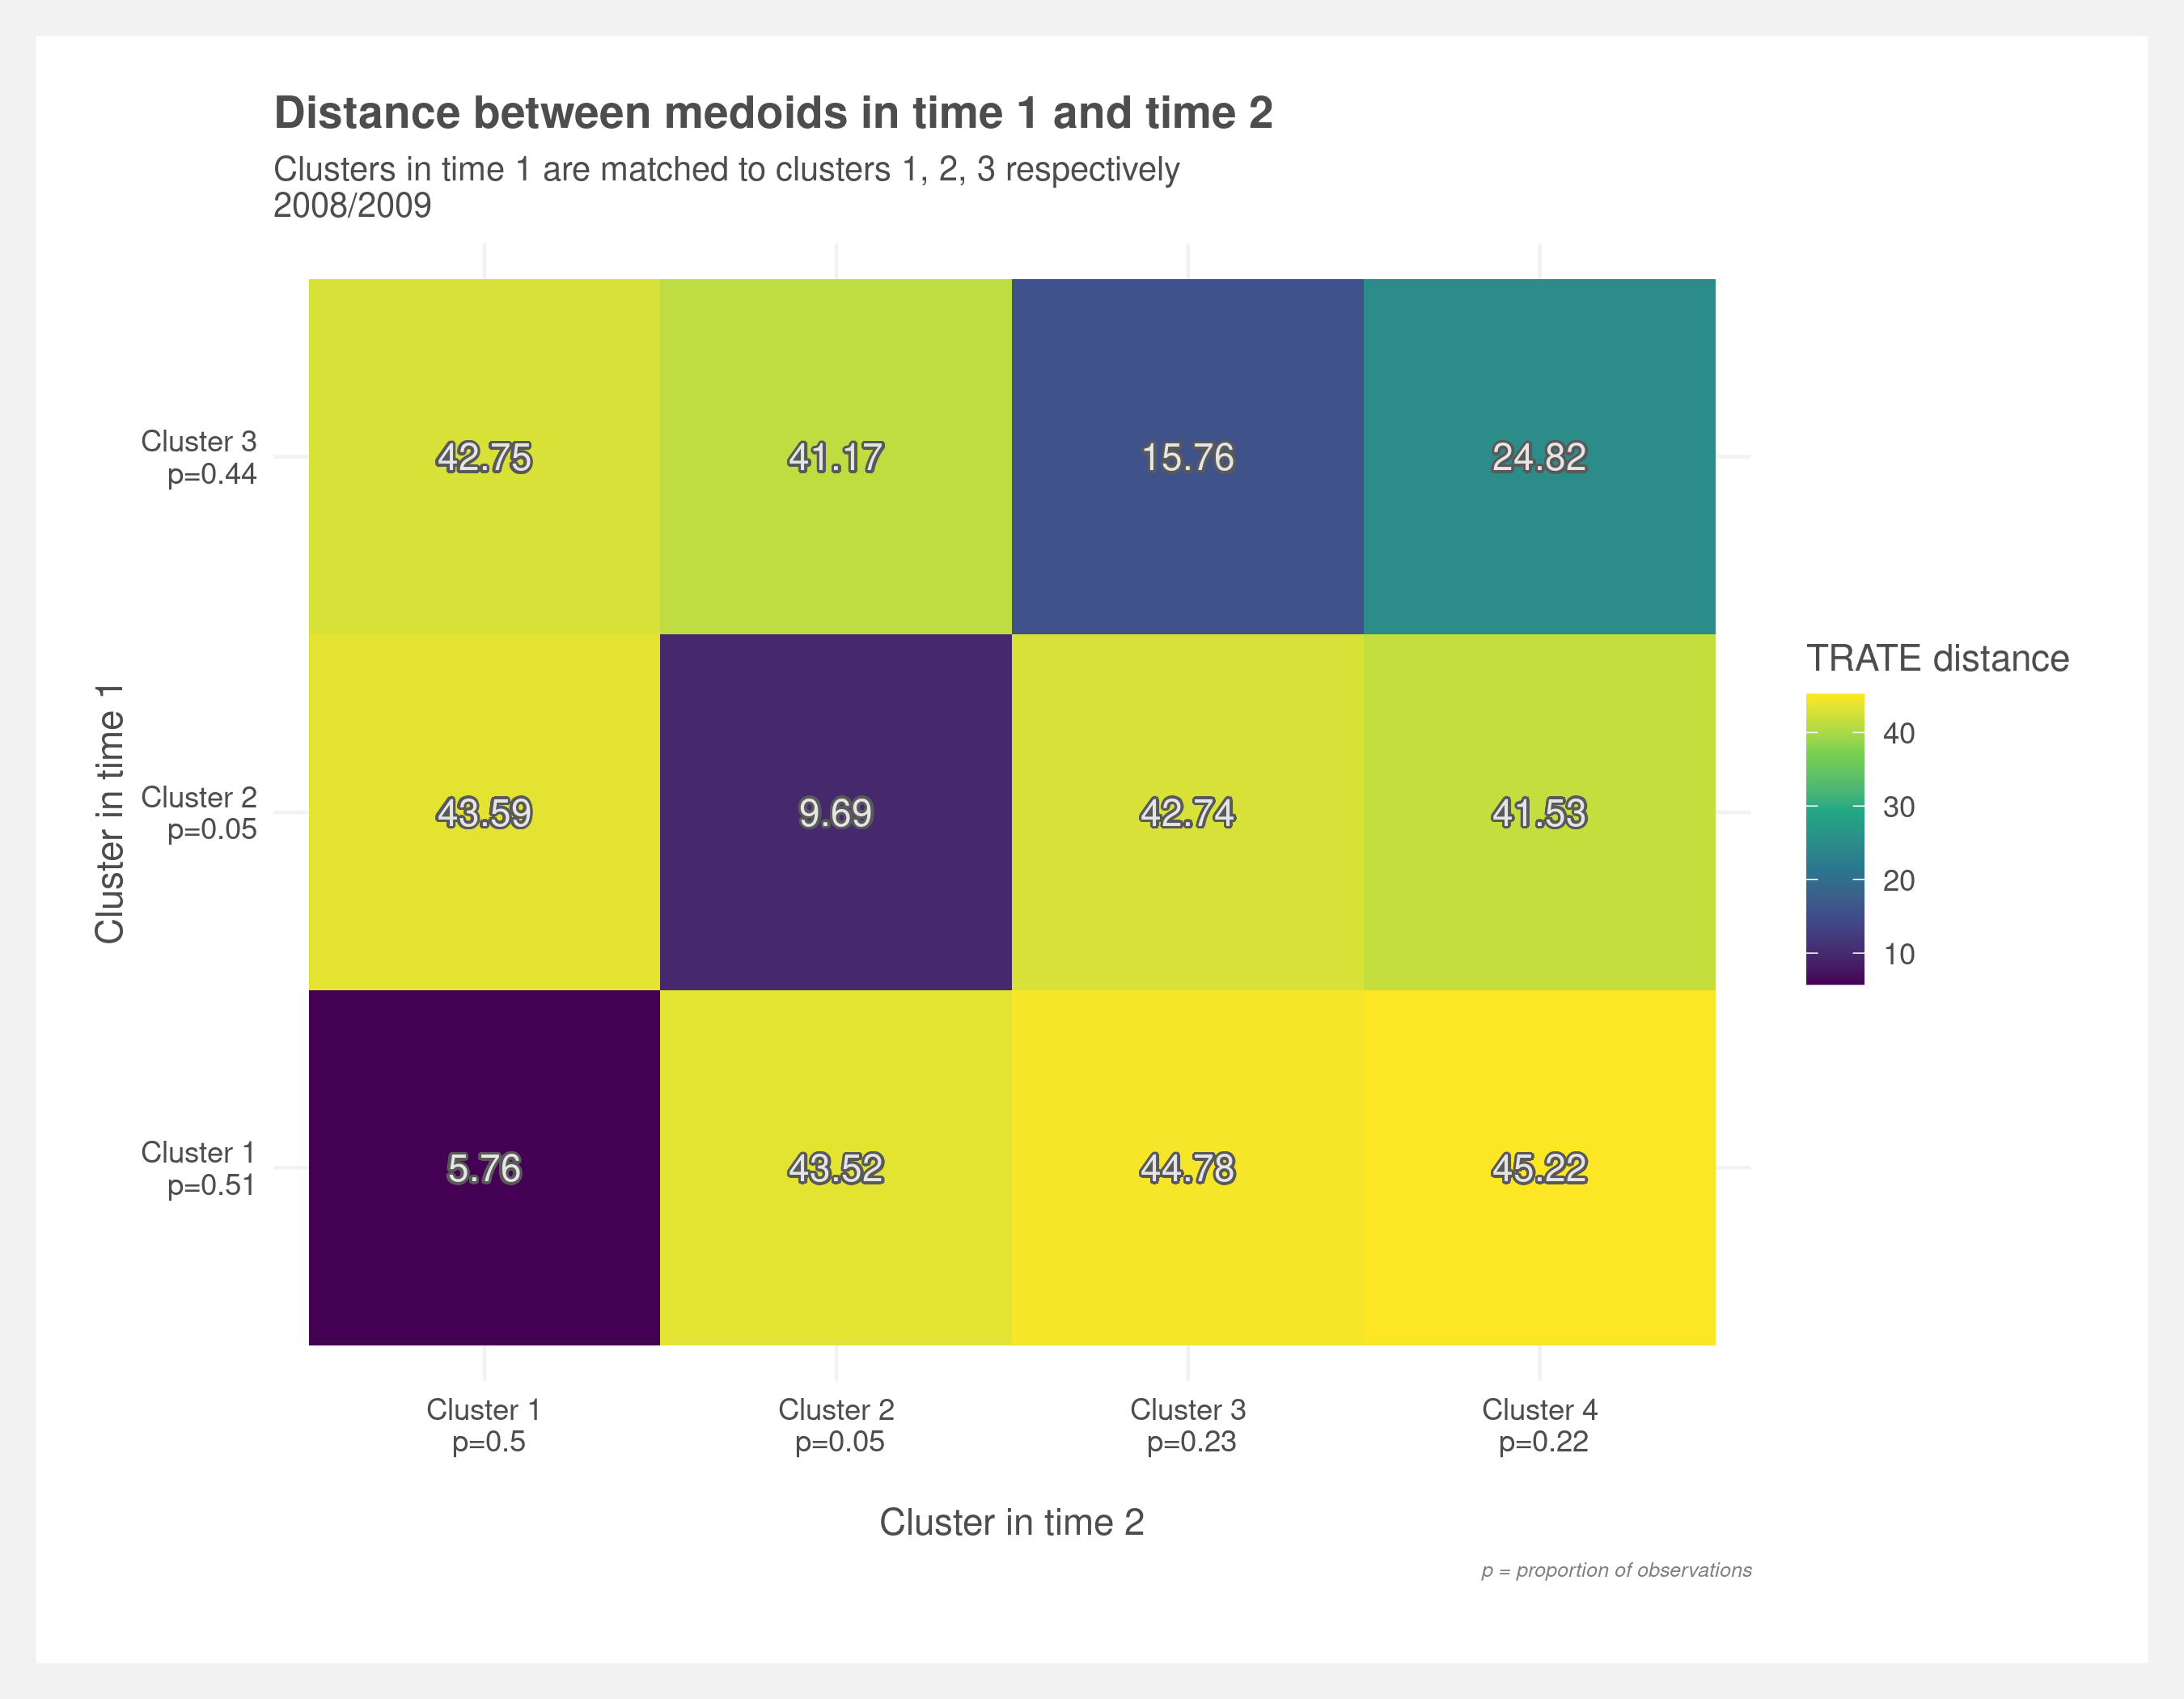 Distance between medoids in time 1 and time 2
Clusters in time 1 are matched to clusters 1, 2, 3 respectively
2008/2009
Cluster in time 1
Cluster 3
p=0.44
42.75
41.17
15.76
24.82
Cluster 2
p=0.05
43.59
9.69
42.74
41.53
Cluster 1
p=0.51
5.76
43.52
44.78
45.22
Cluster 1
p=0.5
Cluster 2
p=0.05
Cluster 3
p=0.23
Cluster 4
p=0.22
Cluster in time 2
TRATE distance
40
30
20
10
p = proportion of observations